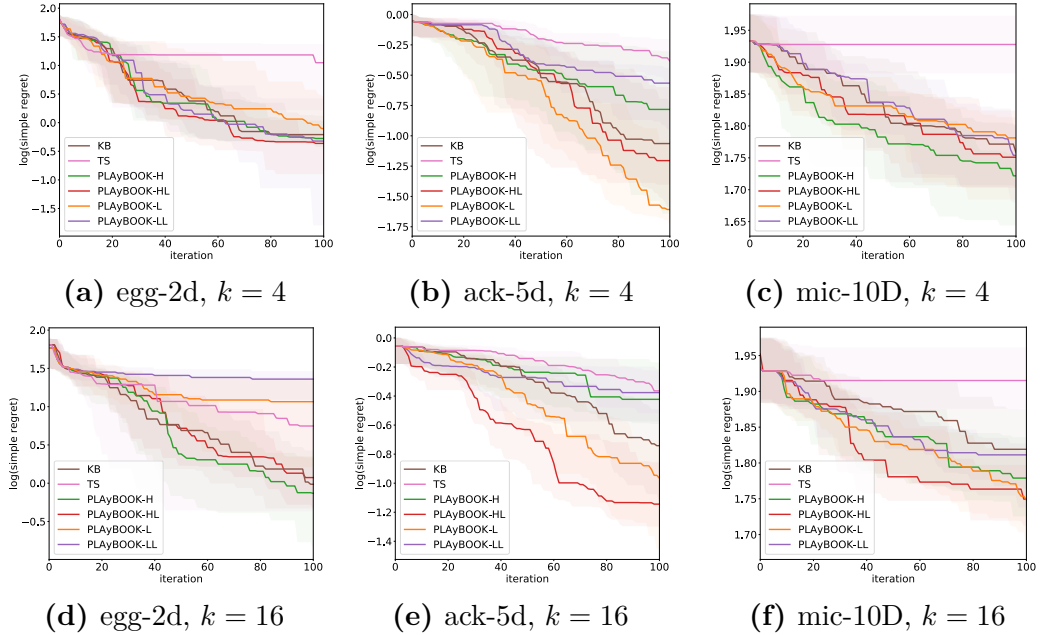 2.0
1.5
1.0
0.5
0.0
−0.5
−1.0
−1.5
log(simple regret)
KB
TS
PLAyBOOK-H
PLAyBOOK-HL
PLAyBOOK-L
PLAyBOOK-LL
0 20 40 60 80 100
iteration
(a) egg-2d, k = 4
0.00
−0.25
−0.50
−0.75
−1.00
−1.25
−1.50
−1.75
log(simple regret)
KB
TS
PLAyBOOK-H
PLAyBOOK-HL
PLAyBOOK-L
PLAyBOOK-LL
0 20 40 60 80 100
iteration
(b) ack-5d, k = 4
1.95
1.90
1.85
1.80
1.75
1.70
1.65
log(simple regret)
KB
TS
PLAyBOOK-H
PLAyBOOK-HL
PLAyBOOK-L
PLAyBOOK-LL
0 20 40 60 80 100
iteration
(c) mic-10D, k = 4
2.0
1.5
1.0
0.5
0.0
−0.5
log(simple regret)
KB
TS
PLAyBOOK-H
PLAyBOOK-HL
PLAyBOOK-L
PLAyBOOK-LL
0 20 40 60 80 100
iteration
(d) egg-2d, k = 16
0.0
−0.2
−0.4
−0.6
−0.8
−1.0
−1.2
−1.4
log(simple regret)
KB
TS
PLAyBOOK-H
PLAyBOOK-HL
PLAyBOOK-L
PLAyBOOK-LL
0 20 40 60 80 100
iteration
(e) ack-5d, k = 16
1.95
1.90
1.85
1.80
1.75
1.70
log(simple regret)
KB
TS
PLAyBOOK-H
PLAyBOOK-HL
PLAyBOOK-L
PLAyBOOK-LL
0 20 40 60 80 100
iteration
(f) mic-10D, k = 16